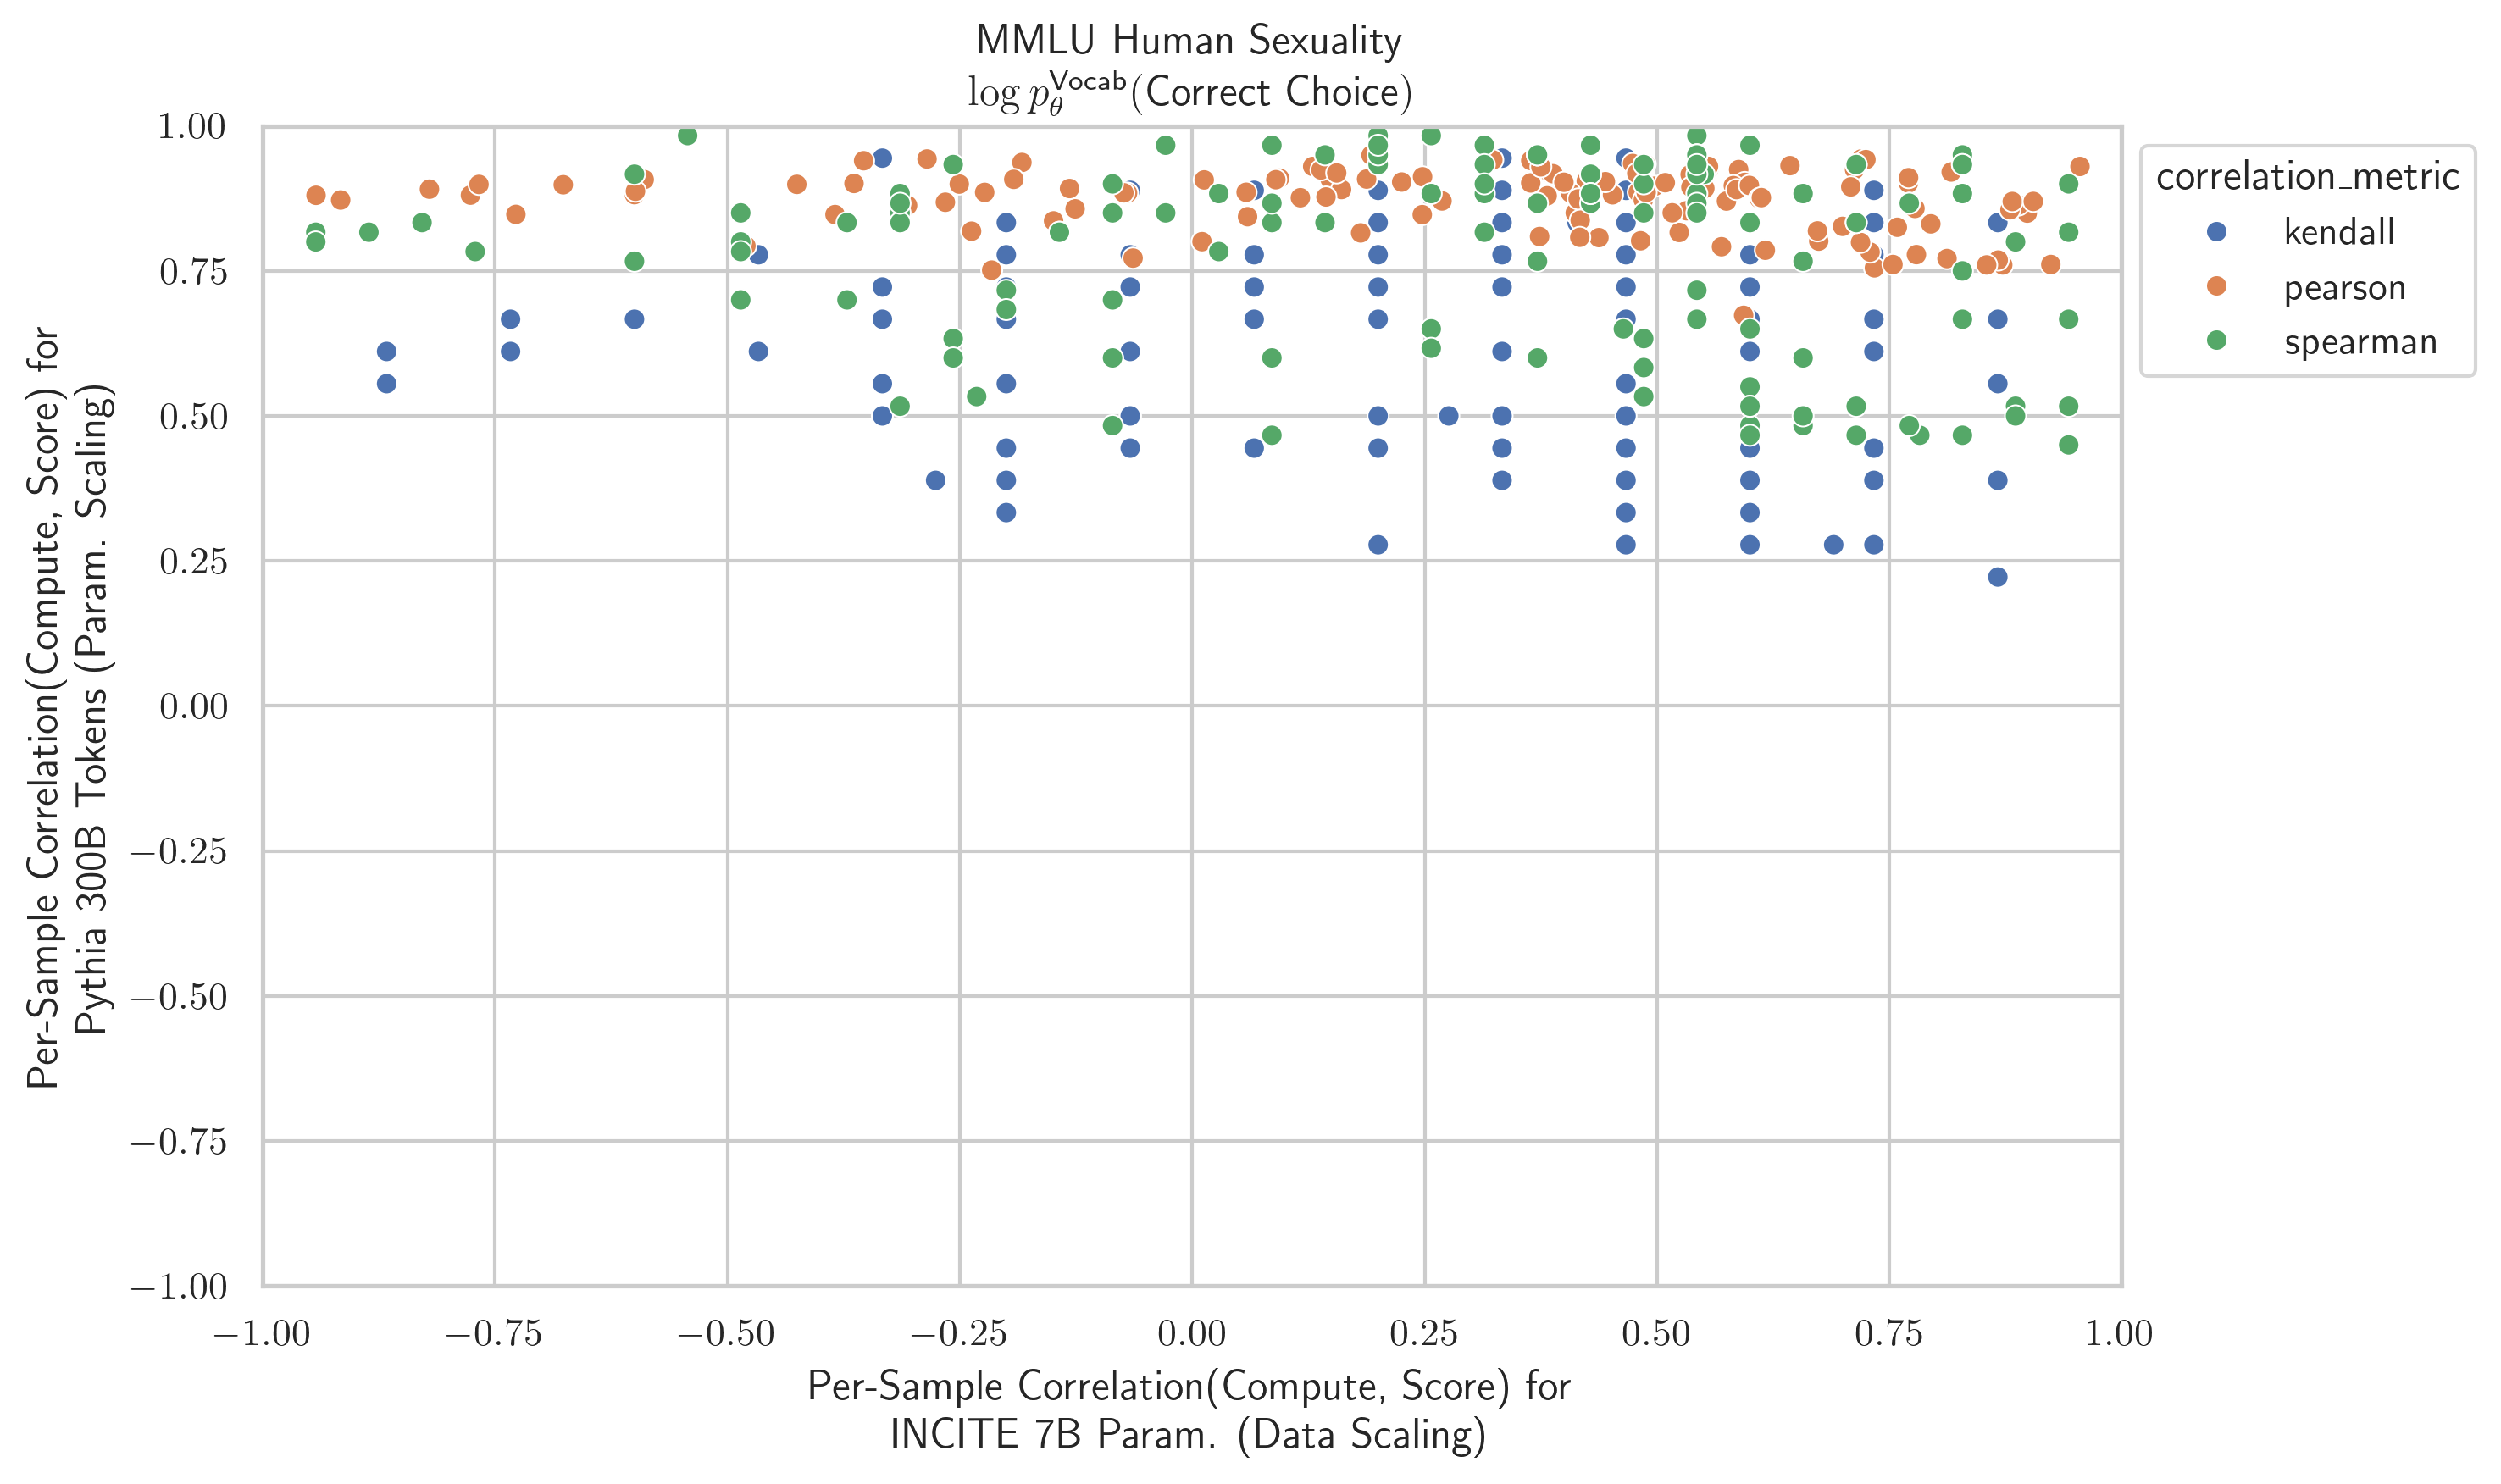 MMLU Human Sexuality
log p_θ^Vocab(Correct Choice)
Per-Sample Correlation(Compute, Score) for
Pythia 300B Tokens (Param. Scaling)
1.00
0.75
0.50
0.25
0.00
−0.25
−0.50
−0.75
−1.00
−1.00 −0.75 −0.50 −0.25 0.00 0.25 0.50 0.75 1.00
Per-Sample Correlation(Compute, Score) for
INCITE 7B Param. (Data Scaling)
correlation_metric
kendall
pearson
spearman